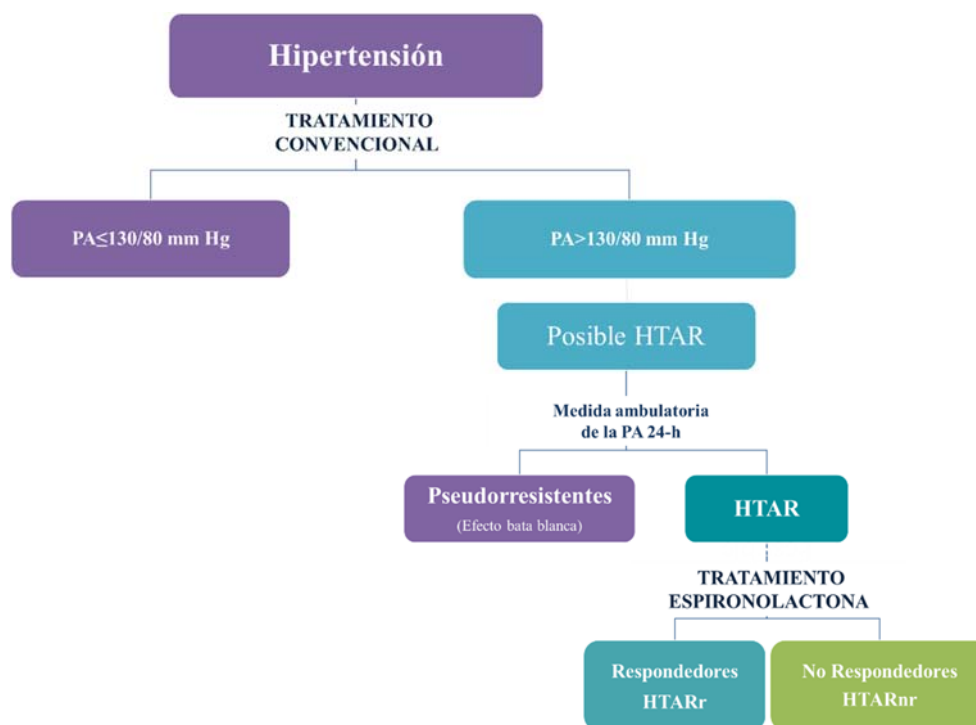 Hipertensión
TRATAMIENTO
CONVENCIONAL
PA≤130/80 mm Hg
PA>130/80 mm Hg
Posible HTAR
Medida ambulatoria
de la PA 24-h
Pseudorresistentes
(Efecto bata blanca)
HTAR
TRATAMIENTO
ESPIRONOLACTONA
Respondedores
HTARr
No Respondedores
HTARnr